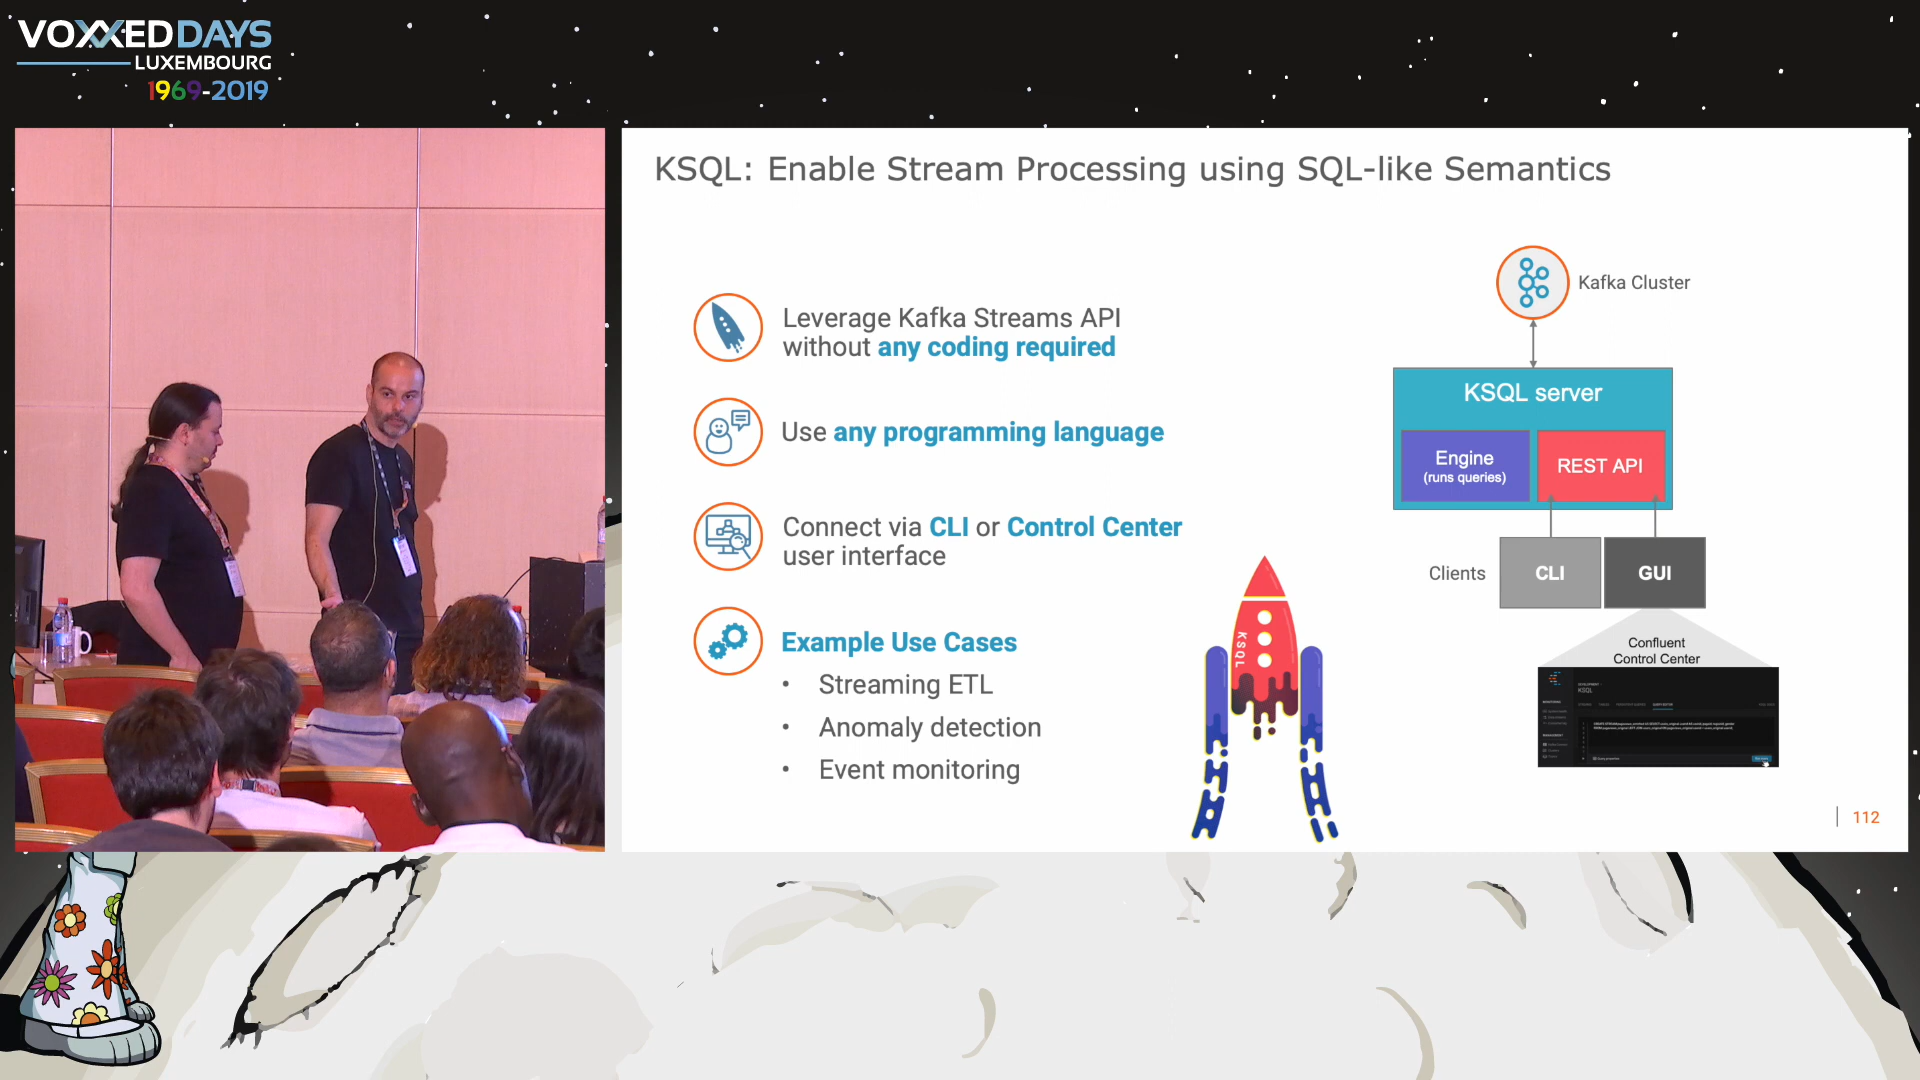 VOXXEDDAYS
LUXEMBOURG
1969-2019
KSQL: Enable Stream Processing using SQL-like Semantics
Leverage Kafka Streams API
without any coding required
Use any programming language
Connect via CLI or Control Center
user interface
Example Use Cases
• Streaming ETL
• Anomaly detection
• Event monitoring
KSQL
Kafka Cluster
KSQL server
Engine
(runs queries)
REST API
Clients
CLI
GUI
Confluent
Control Center
KSQL
112